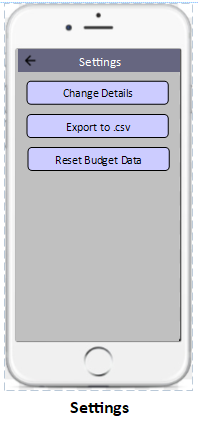 Settings
Change Details
Export to .csv
Reset Budget Data
Settings